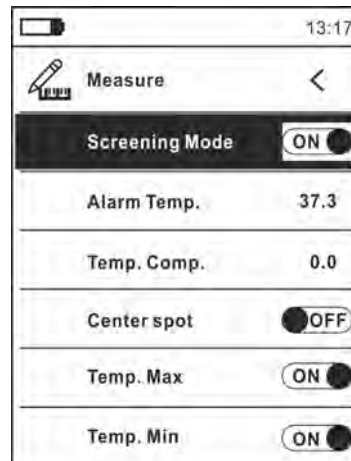 13:17
Measure <
Screening Mode ON
Alarm Temp. 37.3
Temp. Comp. 0.0
Center spot OFF
Temp. Max ON
Temp. Min ON